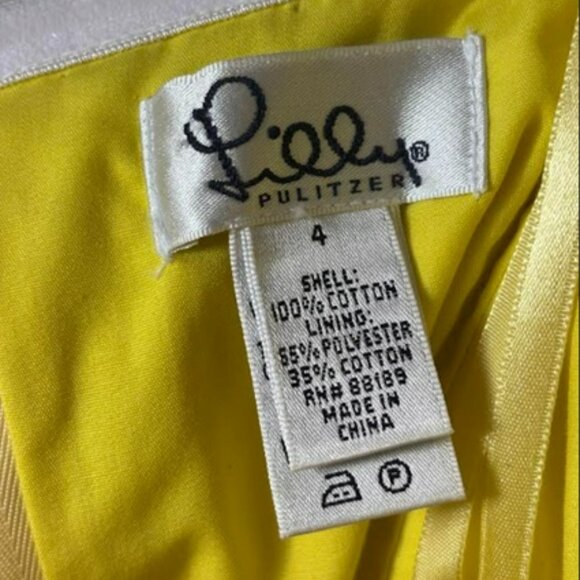 Lilly®
PULITZER
4
SHELL:
100% COTTON
LINING:
65% POLYESTER
35% COTTON
RN# 88189
MADE IN
CHINA
P